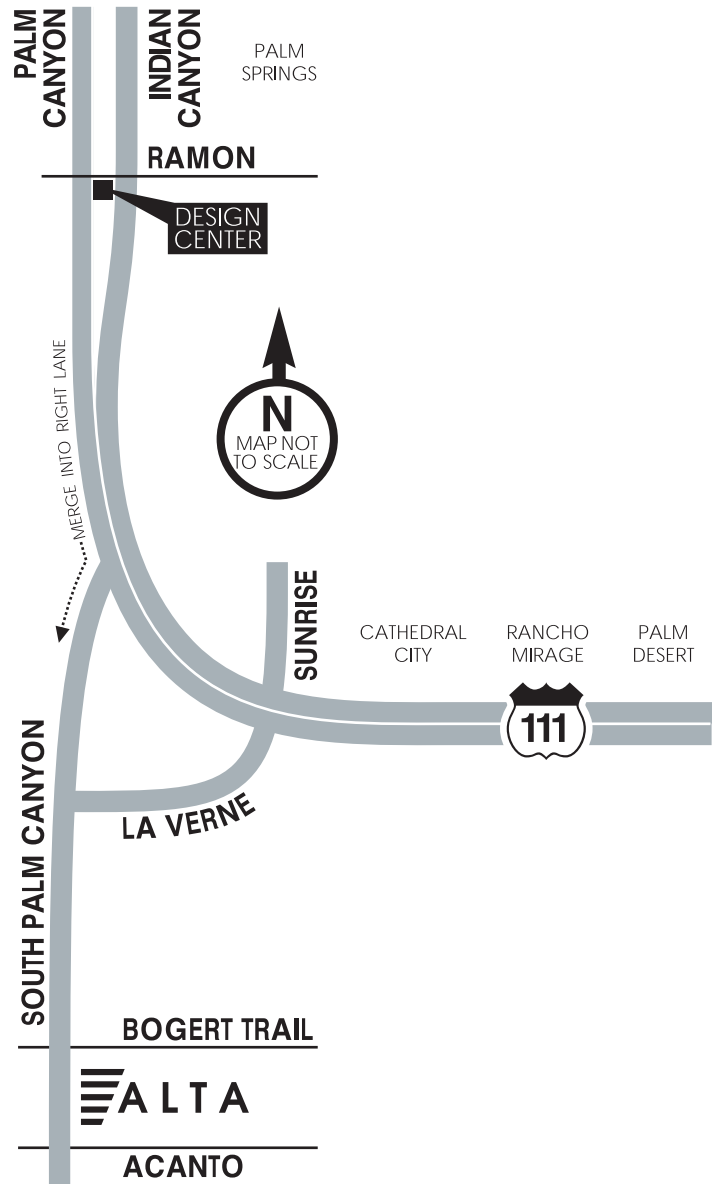 PALM
CANYON
INDIAN
CANYON
PALM
SPRINGS
RAMON
DESIGN
CENTER
MERGE INTO RIGHT LANE
N
MAP NOT
TO SCALE
SUNRISE
CATHEDRAL
CITY
RANCHO
MIRAGE
PALM
DESERT
111
SOUTH PALM CANYON
LA VERNE
BOGERT TRAIL
ALTA
ACANTO